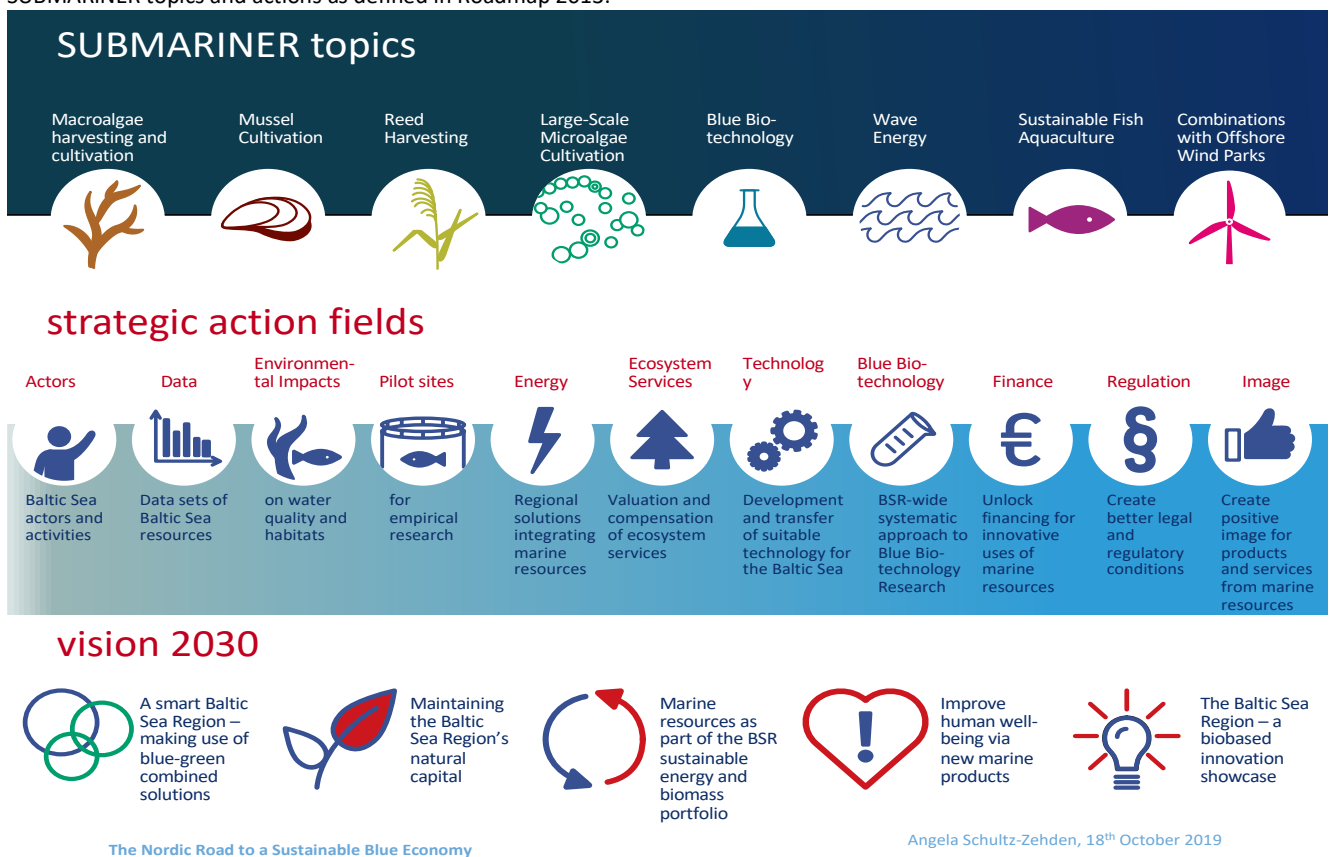 SUBMARINER topics and actions as defined in Roadmap 2015.
SUBMARINER topics
Macroalgae
harvesting and
cultivation
Mussel
Cultivation
Reed
Harvesting
Large-Scale
Microalgae
Cultivation
Blue Bio-
technology
Wave
Energy
Sustainable Fish
Aquaculture
Combinations
with Offshore
Wind Parks
strategic action fields
Actors
Baltic Sea
actors and
activities
Data
Data sets of
Baltic Sea
resources
Environmen-
tal Impacts
on water
quality and
habitats
Pilot sites
for
empirical
research
Energy
Regional
solutions
integrating
marine
resources
Ecosystem
Services
Valuation and
compensation
of ecosystem
services
Technolog
y
Development
and transfer
of suitable
technology for
the Baltic Sea
Blue Bio-
technology
BSR-wide
systematic
approach to
Blue Bio-
technology
Research
Finance
€
Unlock
financing for
innovative
uses of
marine
resources
Regulation
§
Create
better legal
and
regulatory
conditions
Image
Create
positive
image for
products
and services
from marine
resources
vision 2030
A smart Baltic
Sea Region –
making use of
blue-green
combined
solutions
Maintaining
the Baltic
Sea Region's
natural
capital
Marine
resources as
part of the BSR
sustainable
energy and
biomass
portfolio
!
Improve
human well-
being via
new marine
products
The Baltic Sea
Region – a
biobased
innovation
showcase
The Nordic Road to a Sustainable Blue Economy
Angela Schultz-Zehden, 18th October 2019